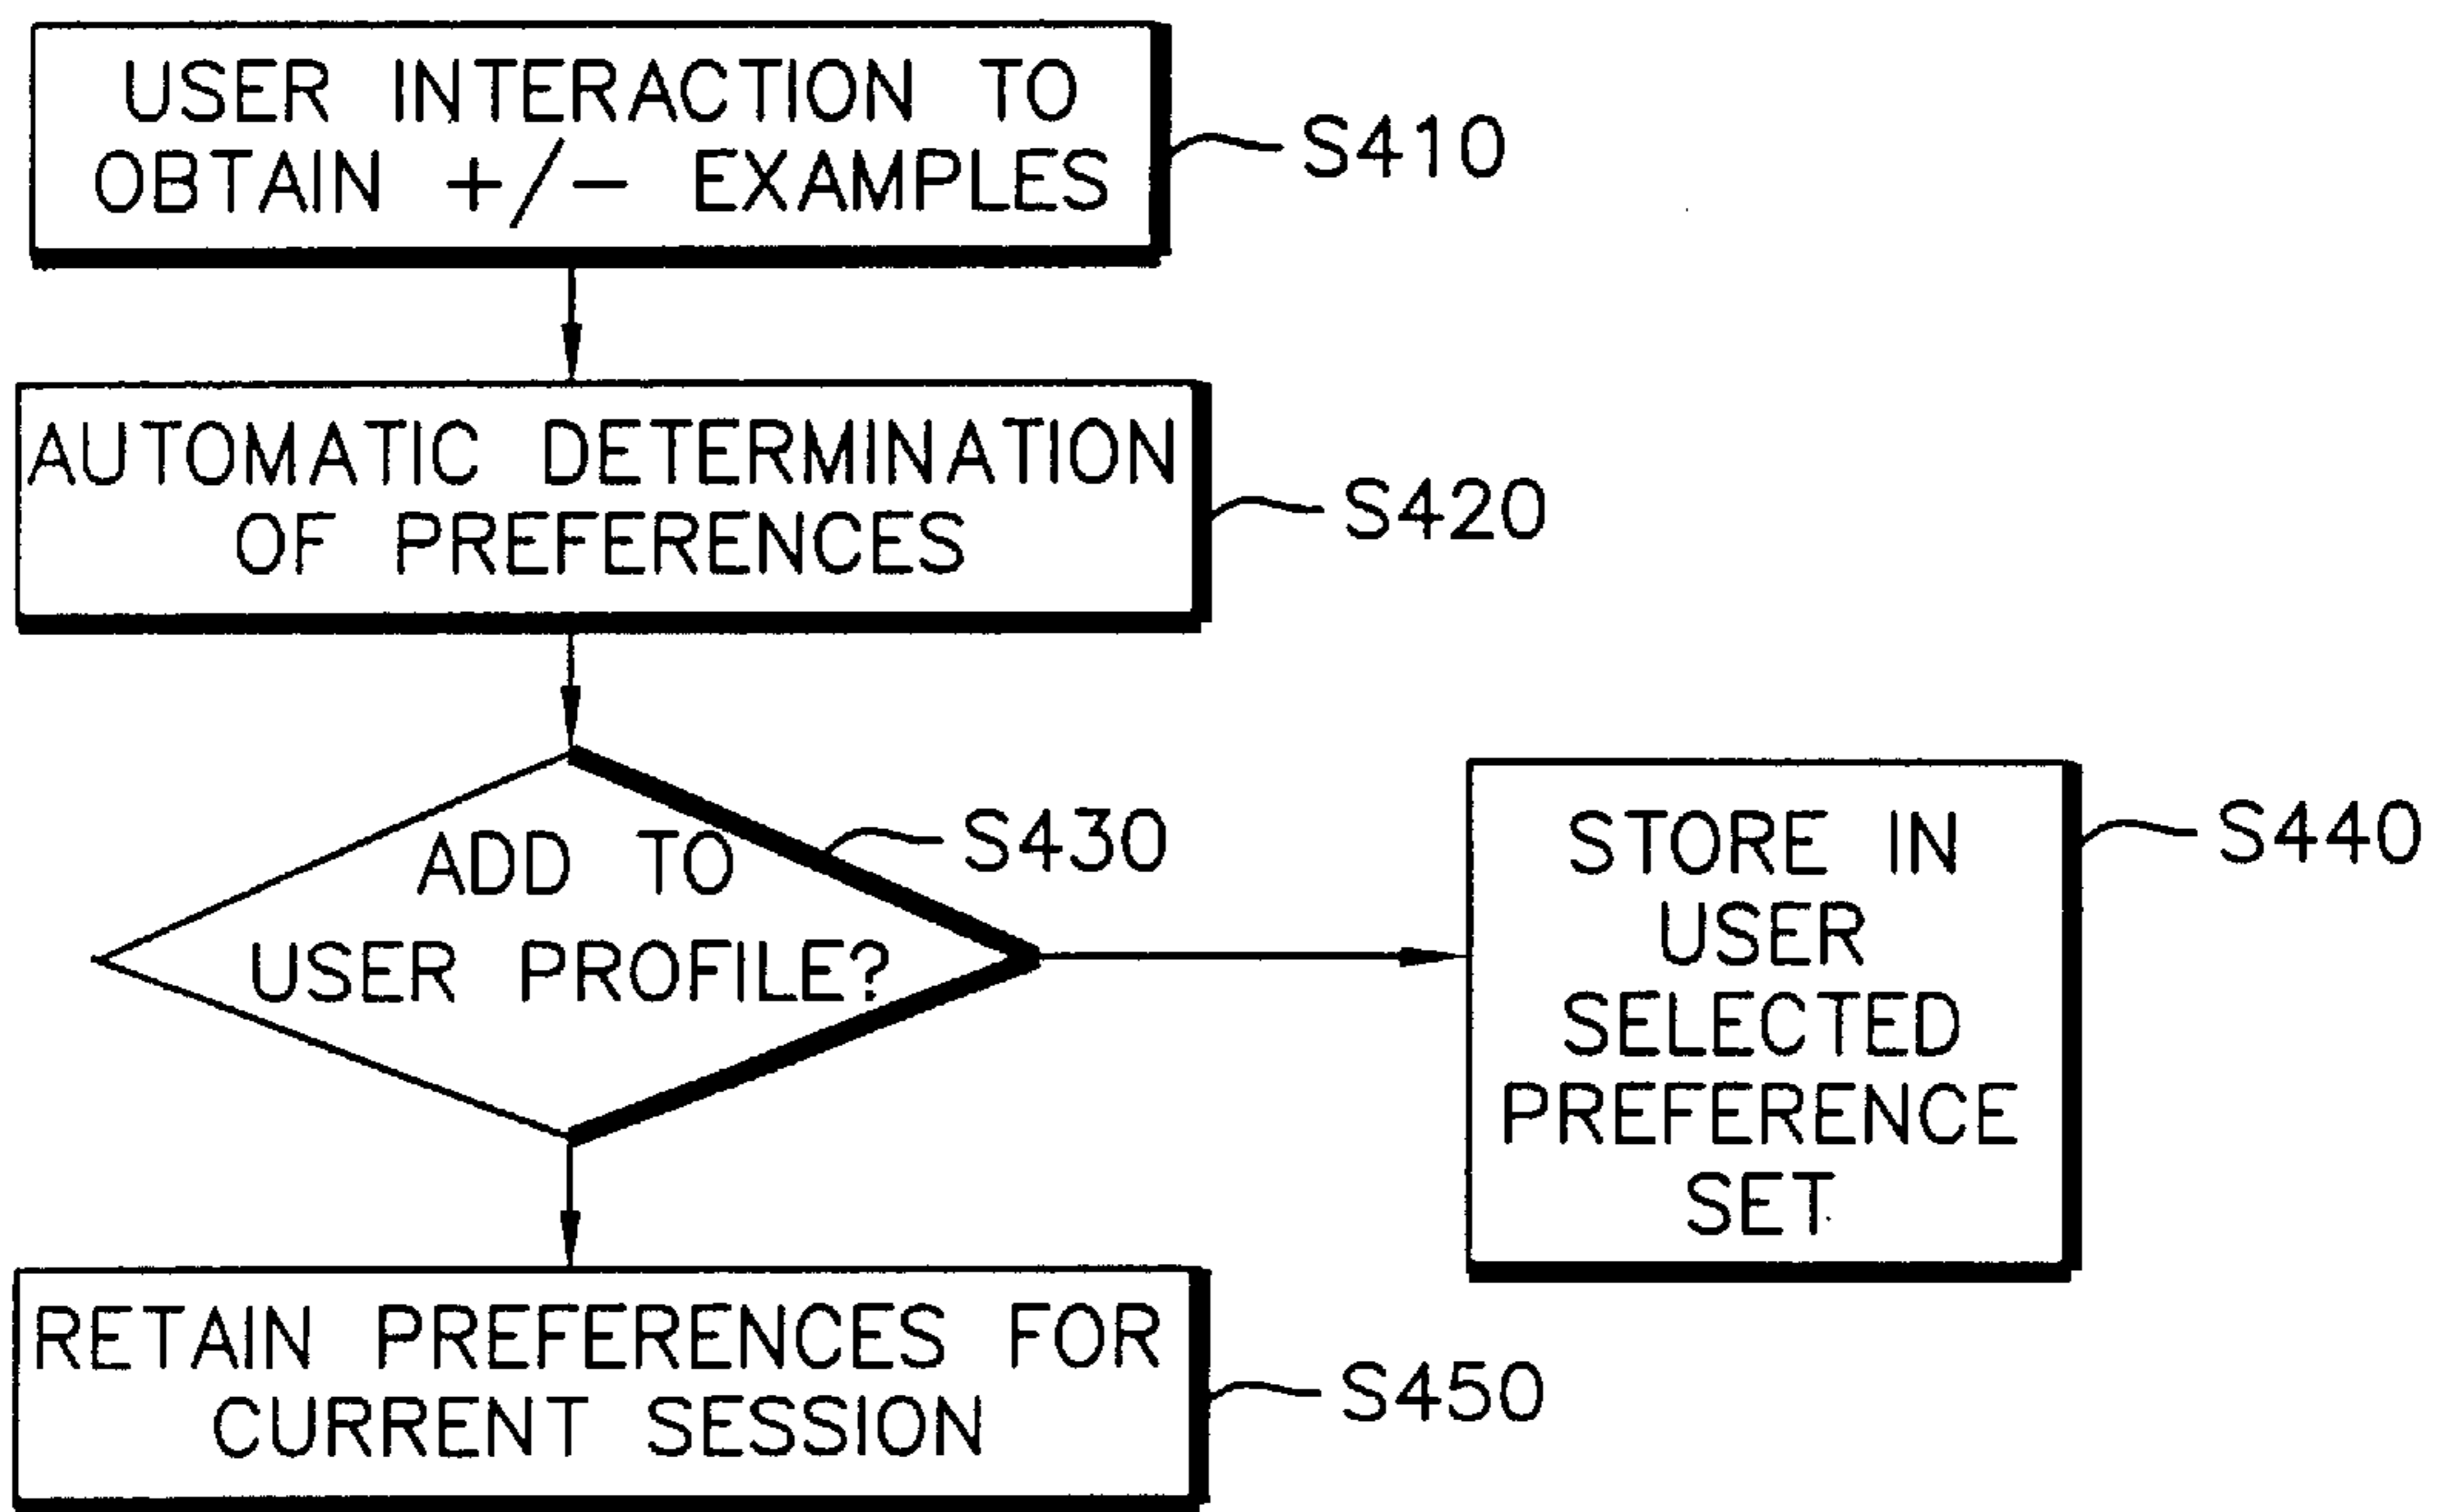 USER INTERACTION TO
OBTAIN +/- EXAMPLES
S410
AUTOMATIC DETERMINATION
OF PREFERENCES
S420
ADD TO
USER PROFILE?
S430
STORE IN
USER
SELECTED
PREFERENCE
SET
S440
RETAIN PREFERENCES FOR
CURRENT SESSION
S450